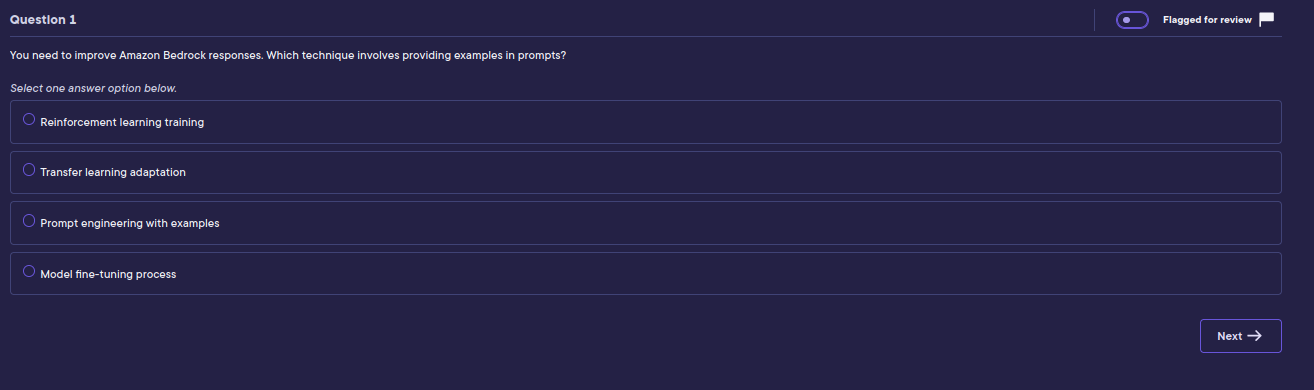 Question 1
Flagged for review
You need to improve Amazon Bedrock responses. Which technique involves providing examples in prompts?
Select one answer option below.
Reinforcement learning training
Transfer learning adaptation
Prompt engineering with examples
Model fine-tuning process
Next